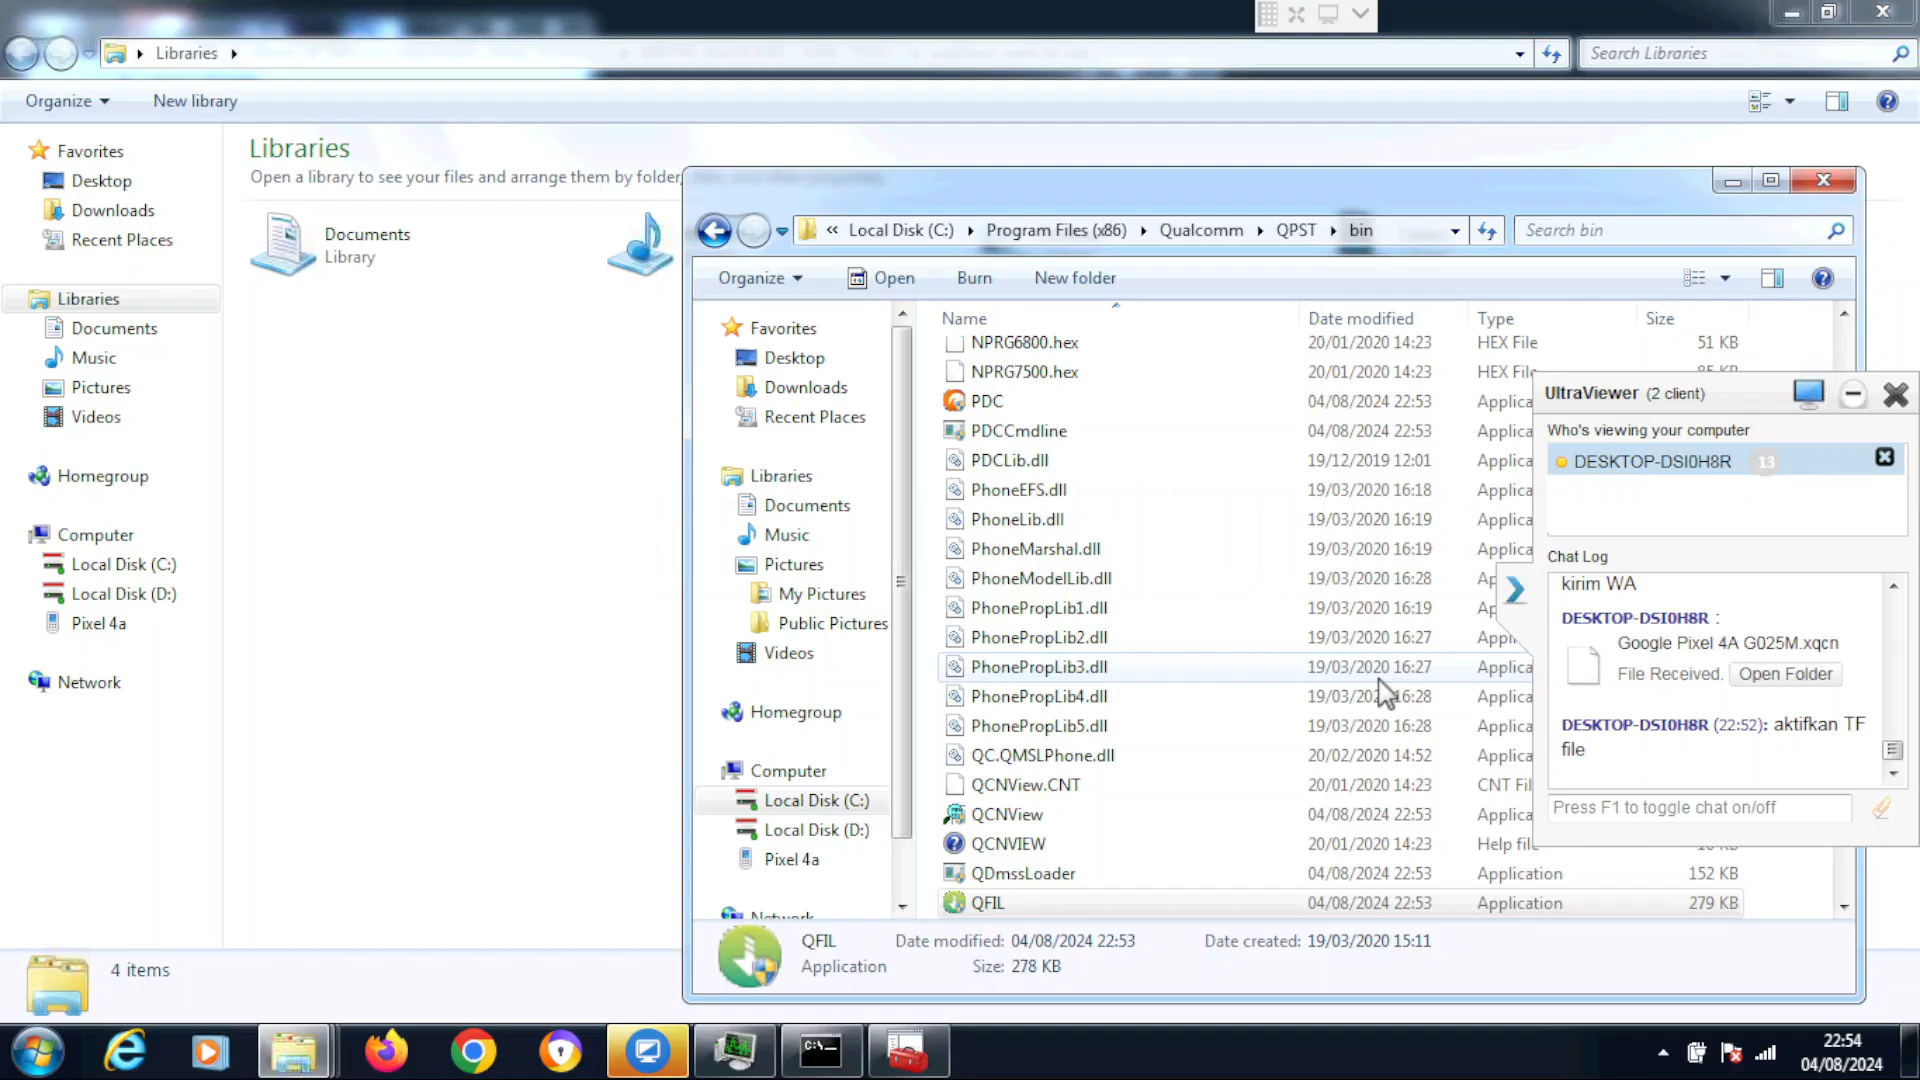 Libraries
Search Libraries
Organize
New library
Favorites
Desktop
Downloads
Recent Places
Libraries
Documents
Music
Pictures
Videos
Homegroup
Computer
Local Disk (C:)
Local Disk (D:)
Pixel 4a
Network
Libraries
Open a library to see your files and arrange them by folder,
Documents
Library
4 items
« Local Disk (C:) Program Files (x86) Qualcomm QPST bin
Search bin
Organize
Open
Burn
New folder
Favorites
Desktop
Downloads
Recent Places
Libraries
Documents
Music
Pictures
My Pictures
Public Pictures
Videos
Homegroup
Computer
Local Disk (C:)
Local Disk (D:)
Pixel 4a
Network
Name Date modified Type Size
NPRG6800.hex 20/01/2020 14:23 HEX File 51 KB
NPRG7500.hex 20/01/2020 14:23 HEX File 85 KB
PDC 04/08/2024 22:53 Applica
PDCCmdline 04/08/2024 22:53 Applica
PDCLib.dll 19/12/2019 12:01 Applica
PhoneEFS.dll 19/03/2020 16:18 Applica
PhoneLib.dll 19/03/2020 16:19 Applica
PhoneMarshal.dll 19/03/2020 16:19 Applica
PhoneModelLib.dll 19/03/2020 16:28 Applic
PhonePropLib1.dll 19/03/2020 16:19 Ap
PhonePropLib2.dll 19/03/2020 16:27 Appli
PhonePropLib3.dll 19/03/2020 16:27 Applica
PhonePropLib4.dll 19/03/2020 16:28 Applica
PhonePropLib5.dll 19/03/2020 16:28 Applica
QC.QMSLPhone.dll 20/02/2020 14:52 Applica
QCNView.CNT 20/01/2020 14:23 CNT Fil
QCNView 04/08/2024 22:53 Applica
QCNVIEW 20/01/2020 14:23 Help file
QDmssLoader 04/08/2024 22:53 Application 152 KB
QFIL 04/08/2024 22:53 Application 279 KB
QFIL Date modified: 04/08/2024 22:53 Date created: 19/03/2020 15:11
Application Size: 278 KB
UltraViewer (2 client)
Who's viewing your computer
DESKTOP-DSI0H8R 13
Chat Log
kirim WA
DESKTOP-DSI0H8R :
Google Pixel 4A G025M.xqcn
File Received. Open Folder
DESKTOP-DSI0H8R (22:52): aktifkan TF
file
Press F1 to toggle chat on/off
C:\
22:54
04/08/2024